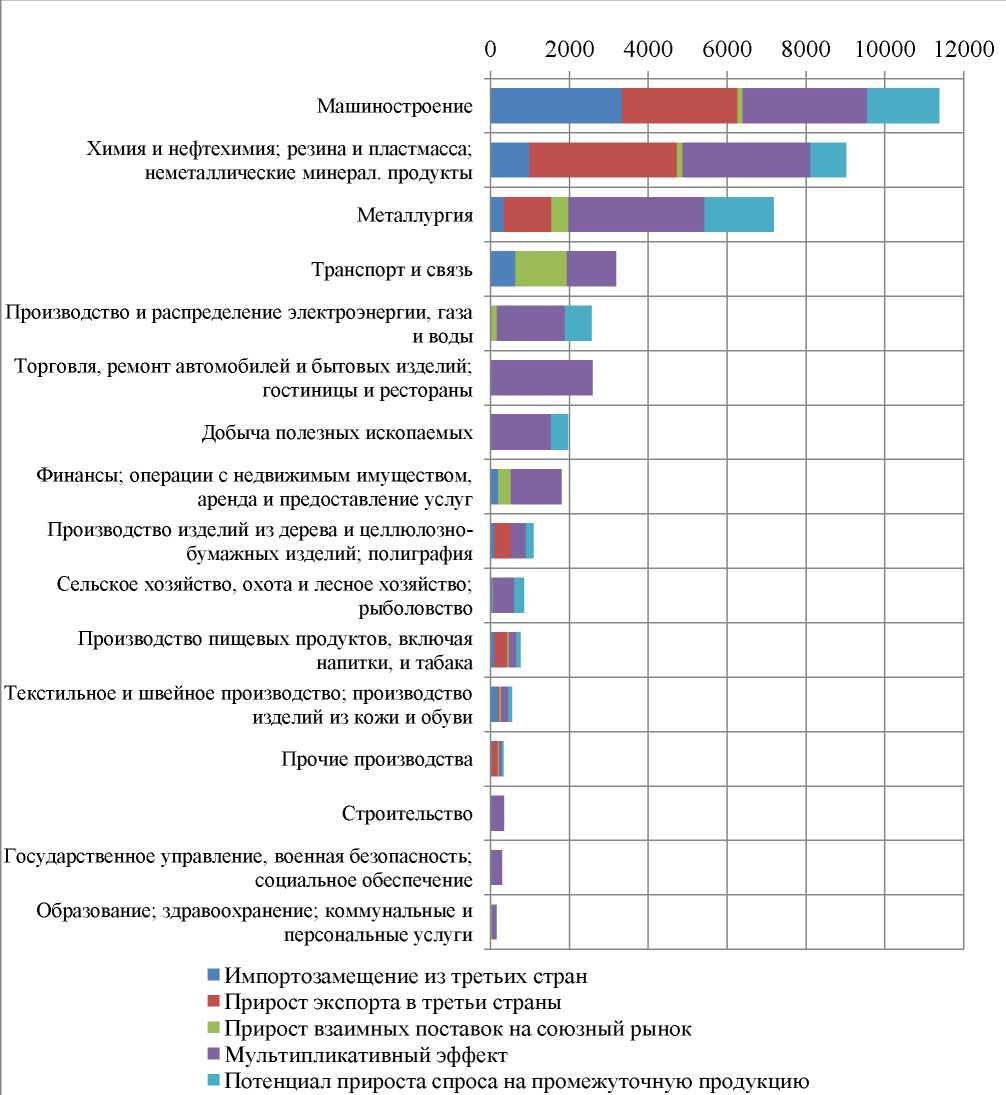 0 2000 4000 6000 8000 10000 12000
Машиностроение
Химия и нефтехимия; резина и пластмасса;
неметаллические минерал. продукты
Металлургия
Транспорт и связь
Производство и распределение электроэнергии, газа
и воды
Торговля, ремонт автомобилей и бытовых изделий;
гостиницы и рестораны
Добыча полезных ископаемых
Финансы; операции с недвижимым имуществом,
аренда и предоставление услуг
Производство изделий из дерева и целлюлозно-
бумажных изделий; полиграфия
Сельское хозяйство, охота и лесное хозяйство;
рыболовство
Производство пищевых продуктов, включая
напитки, и табака
Текстильное и швейное производство; производство
изделий из кожи и обуви
Прочие производства
Строительство
Государственное управление, военная безопасность;
социальное обеспечение
Образование; здравоохранение; коммунальные и
персональные услуги
Импортозамещение из третьих стран
Прирост экспорта в третьи страны
Прирост взаимных поставок на союзный рынок
Мультипликативный эффект
Потенциал прироста спроса на промежуточную продукцию